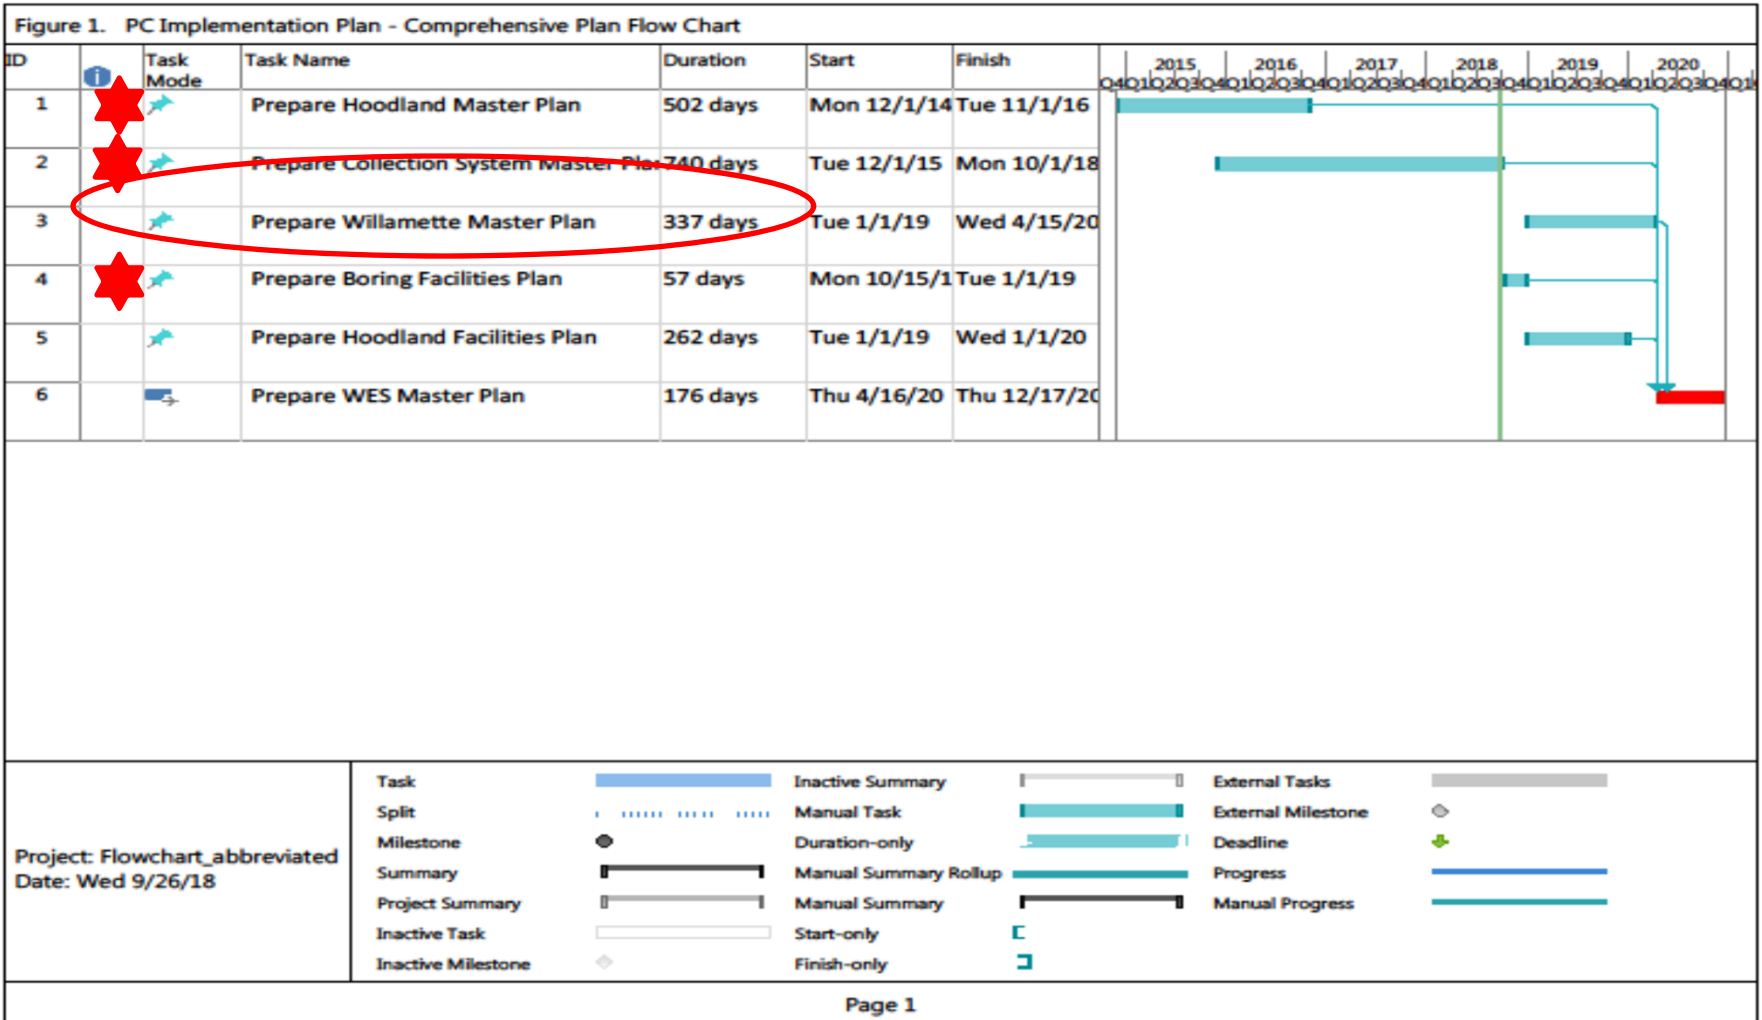 Figure 1. PC Implementation Plan - Comprehensive Plan Flow Chart
ID Task Mode Task Name Duration Start Finish 2015 2016 2017 2018 2019 2020
Q4Q1Q2Q3Q4Q1Q2Q3Q4Q1Q2Q3Q4Q1Q2Q3Q4Q1Q2Q3Q4Q1Q2Q3Q4Q1
1 Prepare Hoodland Master Plan 502 days Mon 12/1/14 Tue 11/1/16
2 Prepare Collection System Master Pla 740 days Tue 12/1/15 Mon 10/1/18
3 Prepare Willamette Master Plan 337 days Tue 1/1/19 Wed 4/15/20
4 Prepare Boring Facilities Plan 57 days Mon 10/15/1 Tue 1/1/19
5 Prepare Hoodland Facilities Plan 262 days Tue 1/1/19 Wed 1/1/20
6 Prepare WES Master Plan 176 days Thu 4/16/20 Thu 12/17/20
Project: Flowchart_abbreviated
Date: Wed 9/26/18
Task Inactive Summary External Tasks
Split Manual Task External Milestone
Milestone Duration-only Deadline
Summary Manual Summary Rollup Progress
Project Summary Manual Summary Manual Progress
Inactive Task Start-only
Inactive Milestone Finish-only
Page 1